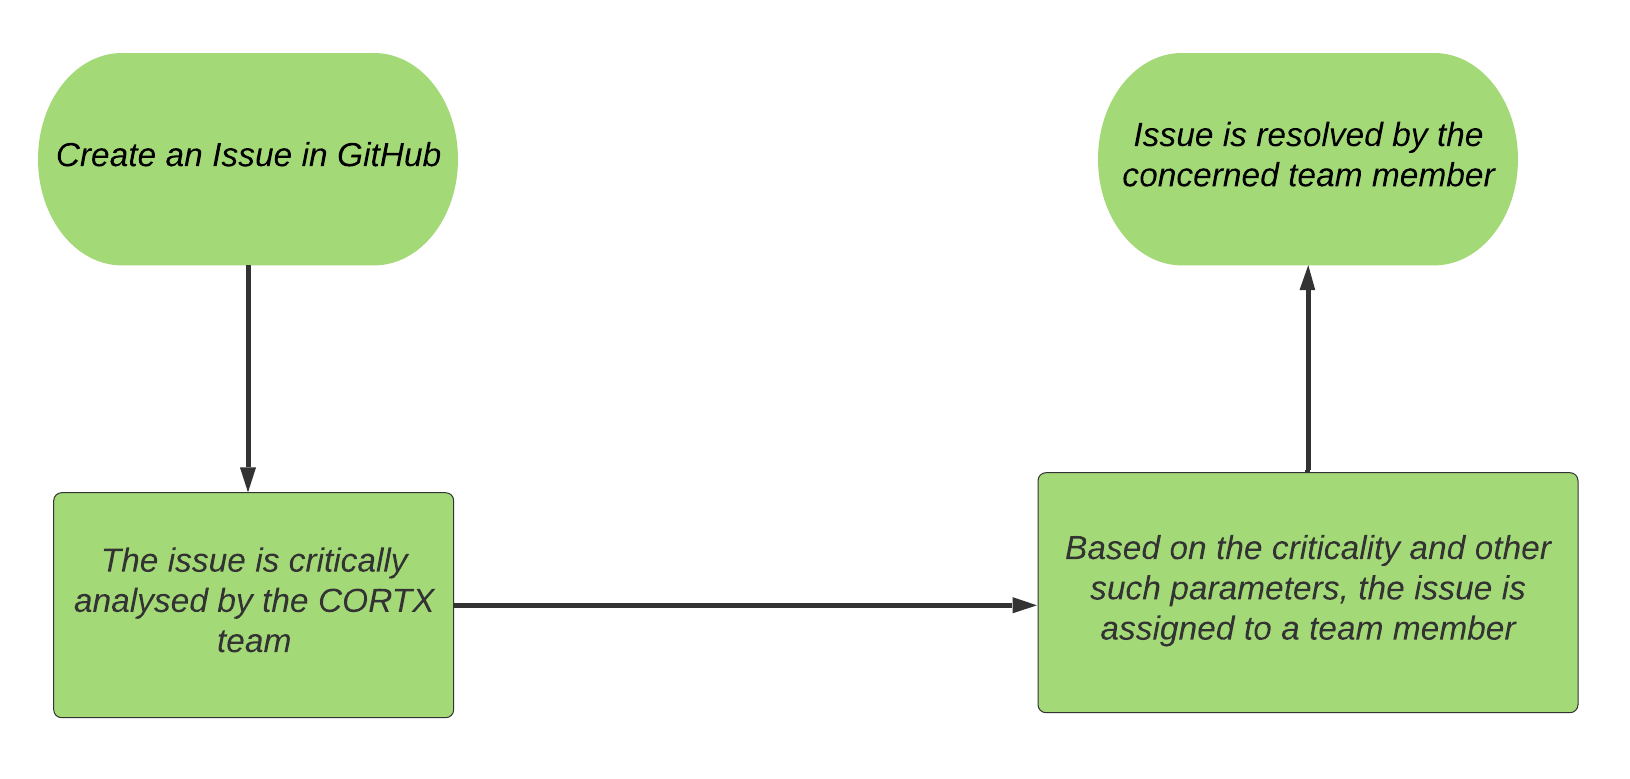 Create an Issue in GitHub
The issue is critically
analysed by the CORTX
team
Based on the criticality and other
such parameters, the issue is
assigned to a team member
Issue is resolved by the
concerned team member